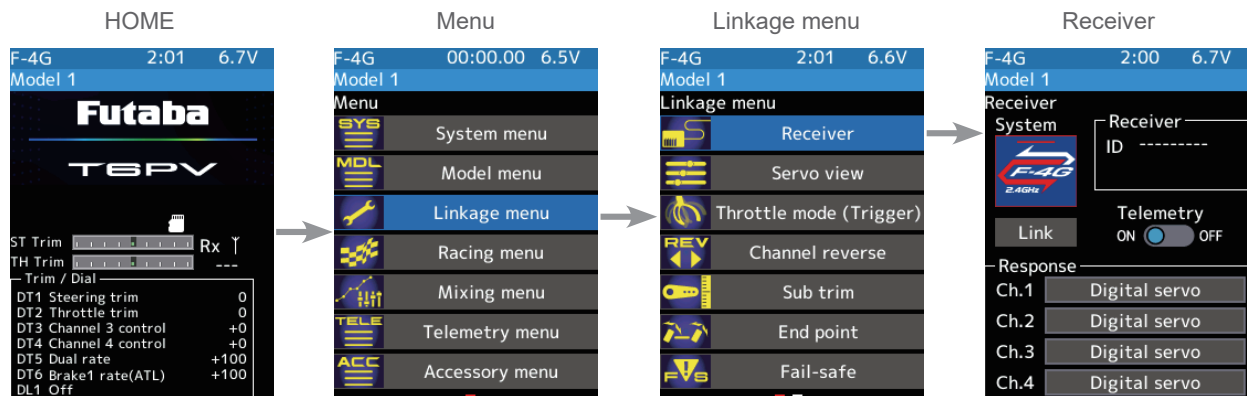 HOME
F-4G 2:01 6.7V
Model 1
Futaba
T6PV
ST Trim
Rx
TH Trim
---
Trim / Dial
DT1 Steering trim 0
DT2 Throttle trim 0
DT3 Channel 3 control +0
DT4 Channel 4 control +0
DT5 Dual rate +100
DT6 Brake1 rate(ATL) +100
DL1 Off
Menu
F-4G 00:00.00 6.5V
Model 1
Menu
SYS System menu
MDL Model menu
Linkage menu
Racing menu
Mixing menu
TELE Telemetry menu
ACC Accessory menu
Linkage menu
F-4G 2:01 6.6V
Model 1
Linkage menu
Receiver
Servo view
Throttle mode (Trigger)
REV Channel reverse
Sub trim
End point
F/S Fail-safe
Receiver
F-4G 2:00 6.7V
Model 1
Receiver
System
F-4G
2.4GHz
Link
Receiver
ID ---------
Telemetry
ON OFF
Response
Ch.1 Digital servo
Ch.2 Digital servo
Ch.3 Digital servo
Ch.4 Digital servo